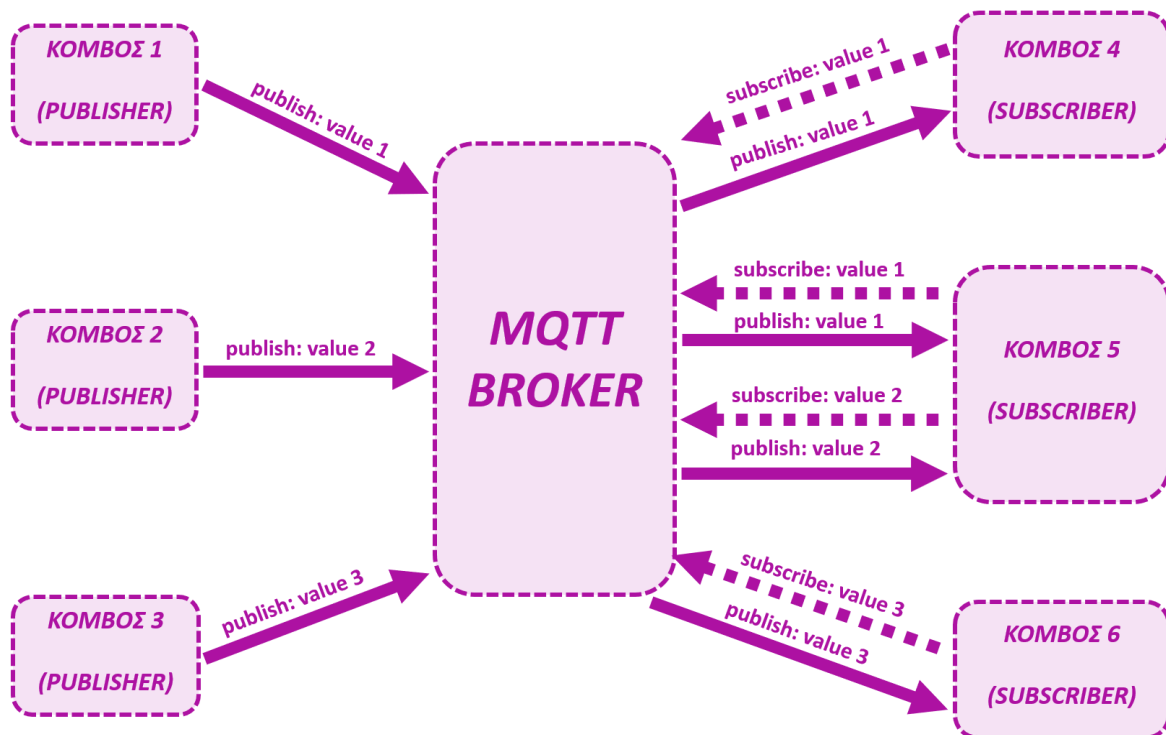 ΚΟΜΒΟΣ 1
(PUBLISHER)
publish: value 1
ΚΟΜΒΟΣ 2
(PUBLISHER)
publish: value 2
ΚΟΜΒΟΣ 3
(PUBLISHER)
publish: value 3
MQTT
BROKER
subscribe: value 1
publish: value 1
ΚΟΜΒΟΣ 4
(SUBSCRIBER)
subscribe: value 1
publish: value 1
subscribe: value 2
publish: value 2
ΚΟΜΒΟΣ 5
(SUBSCRIBER)
subscribe: value 3
publish: value 3
ΚΟΜΒΟΣ 6
(SUBSCRIBER)